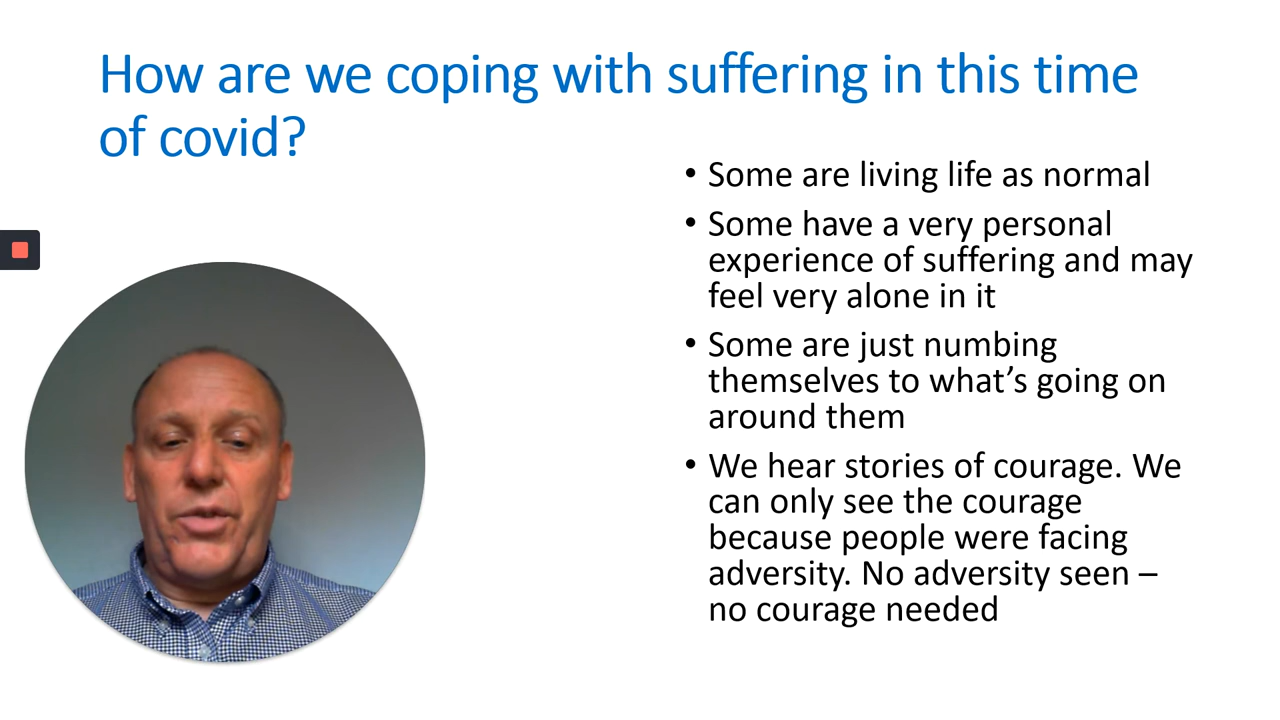 How are we coping with suffering in this time
of covid?
• Some are living life as normal
• Some have a very personal
experience of suffering and may
feel very alone in it
• Some are just numbing
themselves to what’s going on
around them
• We hear stories of courage. We
can only see the courage
because people were facing
adversity. No adversity seen –
no courage needed